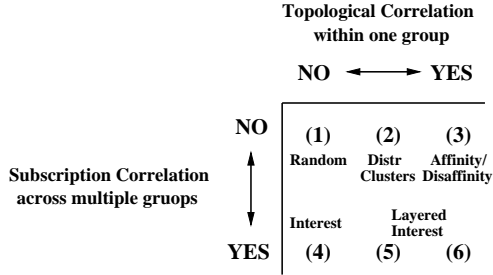 Topological Correlation
within one group
NO YES
NO
(1) (2) (3)
Random Distr Affinity/
Clusters Disaffinity
Subscription Correlation
across multiple gruops
Interest Layered
Interest
YES (4) (5) (6)